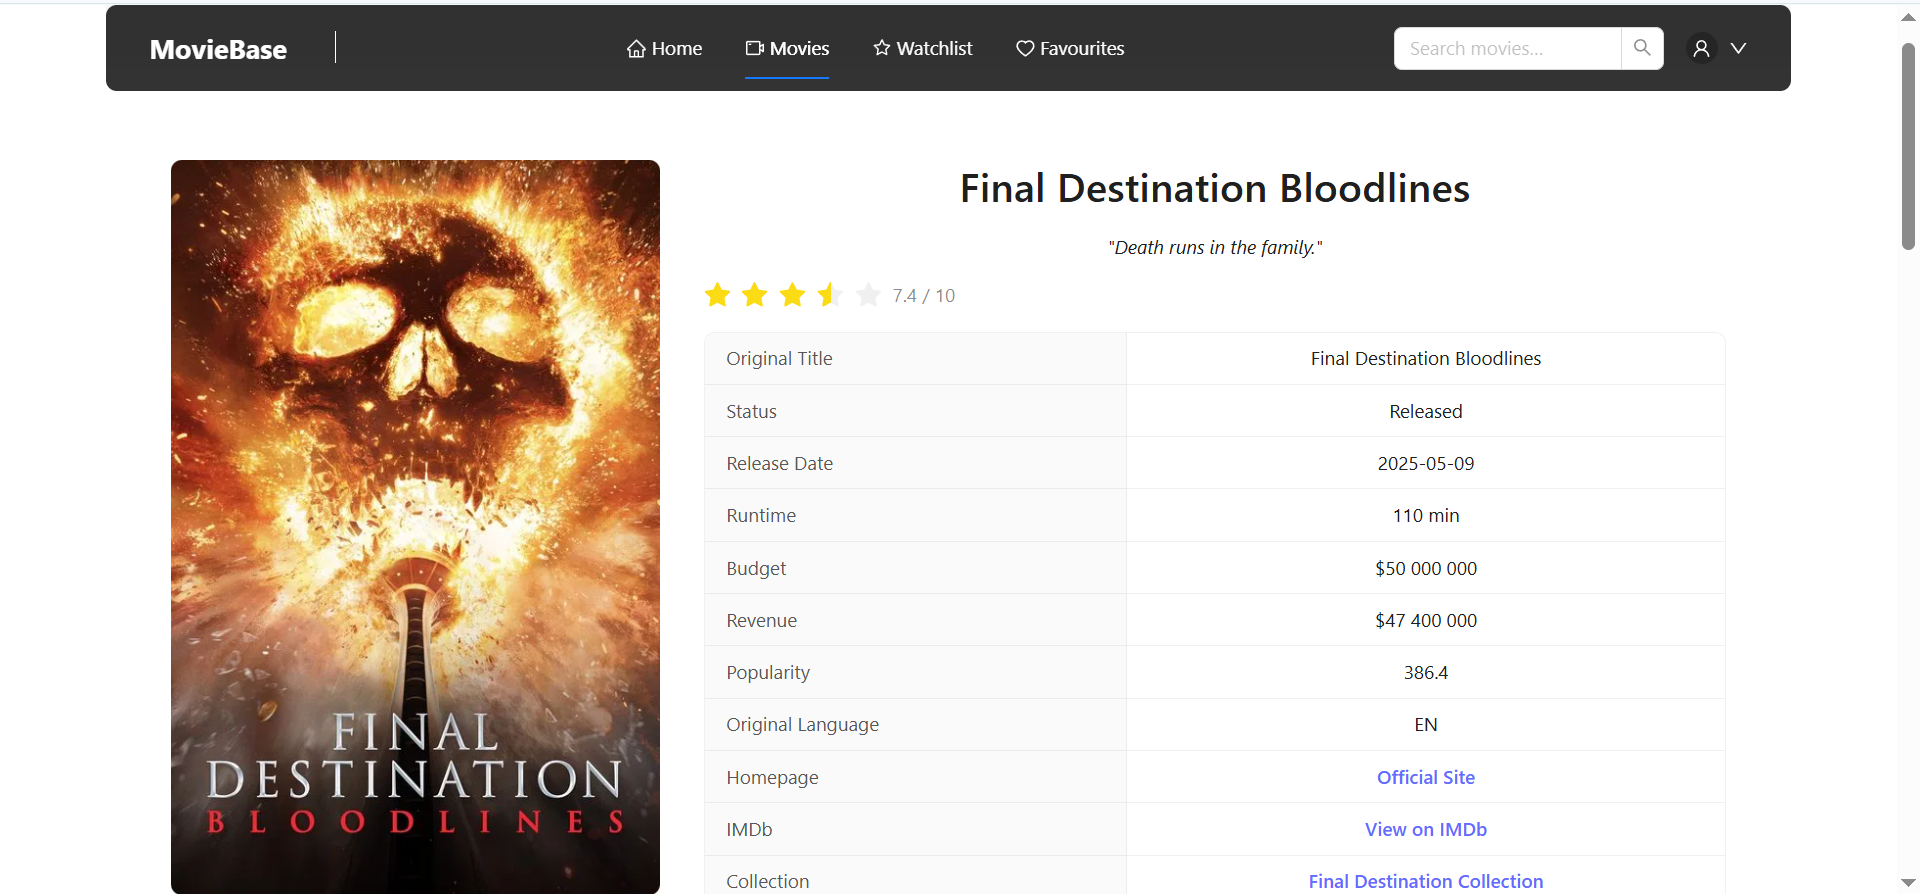 MovieBase
Home
Movies
Watchlist
Favourites
Search movies...
Final Destination Bloodlines
"Death runs in the family."
7.4 / 10
Original Title Final Destination Bloodlines
Status Released
Release Date 2025-05-09
Runtime 110 min
Budget $50 000 000
Revenue $47 400 000
Popularity 386.4
Original Language EN
Homepage Official Site
IMDb View on IMDb
Collection Final Destination Collection
FINAL
DESTINATION
BLOODLINES